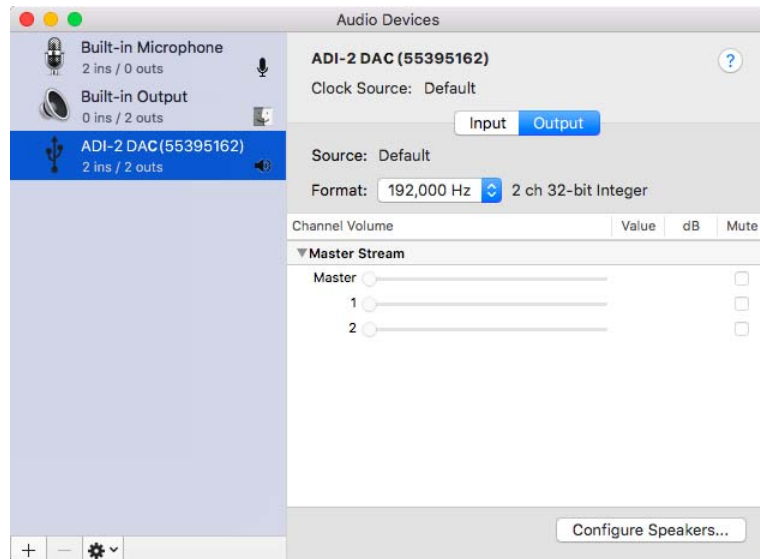 Audio Devices
Built-in Microphone
2 ins / 0 outs
Built-in Output
0 ins / 2 outs
ADI-2 DAC(55395162)
2 ins / 2 outs
ADI-2 DAC (55395162)
?
Clock Source: Default
Input Output
Source: Default
Format: 192,000 Hz 2 ch 32-bit Integer
Channel Volume Value dB Mute
Master Stream
Master
1
2
Configure Speakers...